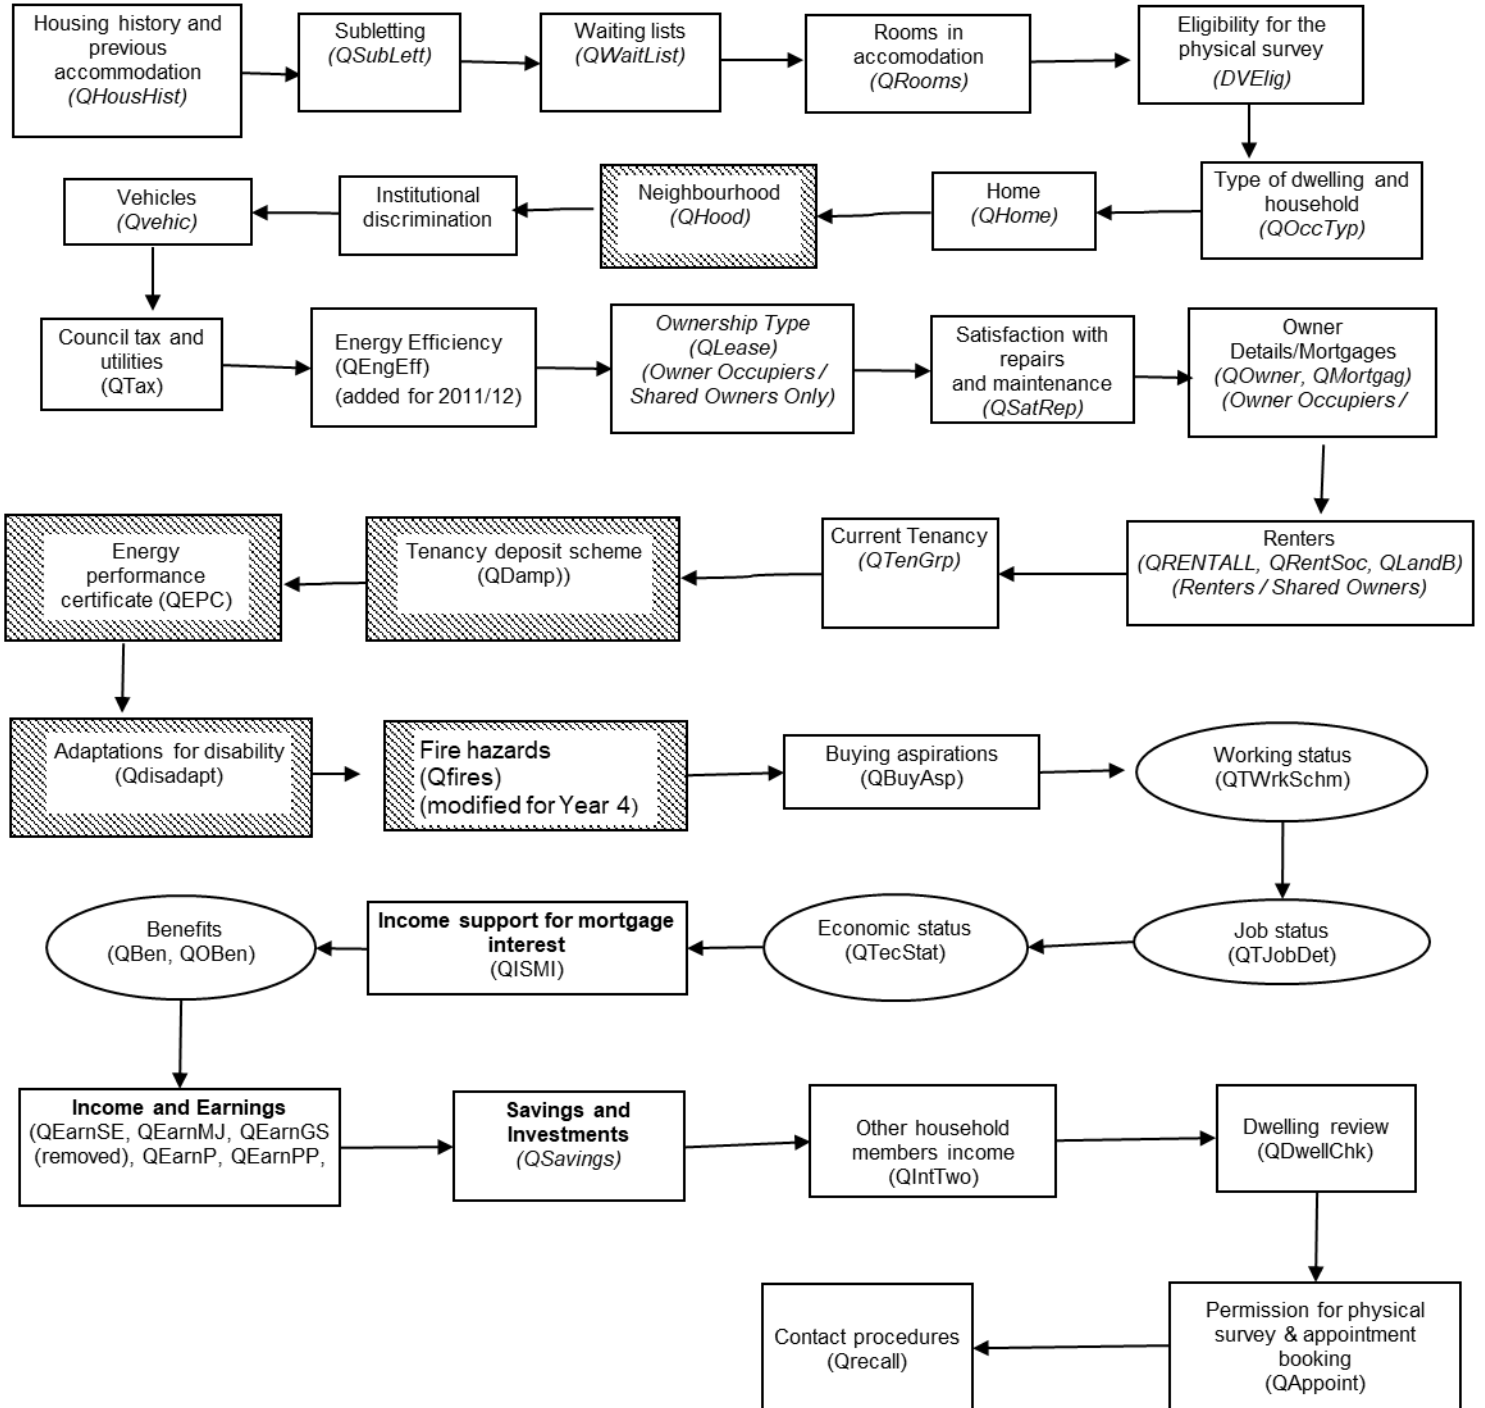 Housing history and
previous
accommodation
(QHousHist)
Subletting
(QSubLett)
Waiting lists
(QWaitList)
Rooms in
accomodation
(QRooms)
Eligibility for the
physical survey
(DVElig)
Type of dwelling and
household
(QOccTyp)
Home
(QHome)
Neighbourhood
(QHood)
Institutional
discrimination
Vehicles
(Qvehic)
Council tax and
utilities
(QTax)
Energy Efficiency
(QEngEff)
(added for 2011/12)
Ownership Type
(QLease)
(Owner Occupiers /
Shared Owners Only)
Satisfaction with
repairs
and maintenance
(QSatRep)
Owner
Details/Mortgages
(QOwner, QMortgag)
(Owner Occupiers /
Renters
(QRENTALL, QRentSoc, QLandB)
(Renters / Shared Owners)
Current Tenancy
(QTenGrp)
Tenancy deposit scheme
(QDamp))
Energy
performance
certificate (QEPC)
Adaptations for disability
(Qdisadapt)
Fire hazards
(Qfires)
(modified for Year 4)
Buying aspirations
(QBuyAsp)
Working status
(QTWrkSchm)
Job status
(QTJobDet)
Economic status
(QTecStat)
Income support for mortgage
interest
(QISMI)
Benefits
(QBen, QOBen)
Income and Earnings
(QEarnSE, QEarnMJ, QEarnGS
(removed), QEarnP, QEarnPP,
Savings and
Investments
(QSavings)
Other household
members income
(QIntTwo)
Dwelling review
(QDwellChk)
Permission for physical
survey & appointment
booking
(QAppoint)
Contact procedures
(Qrecall)